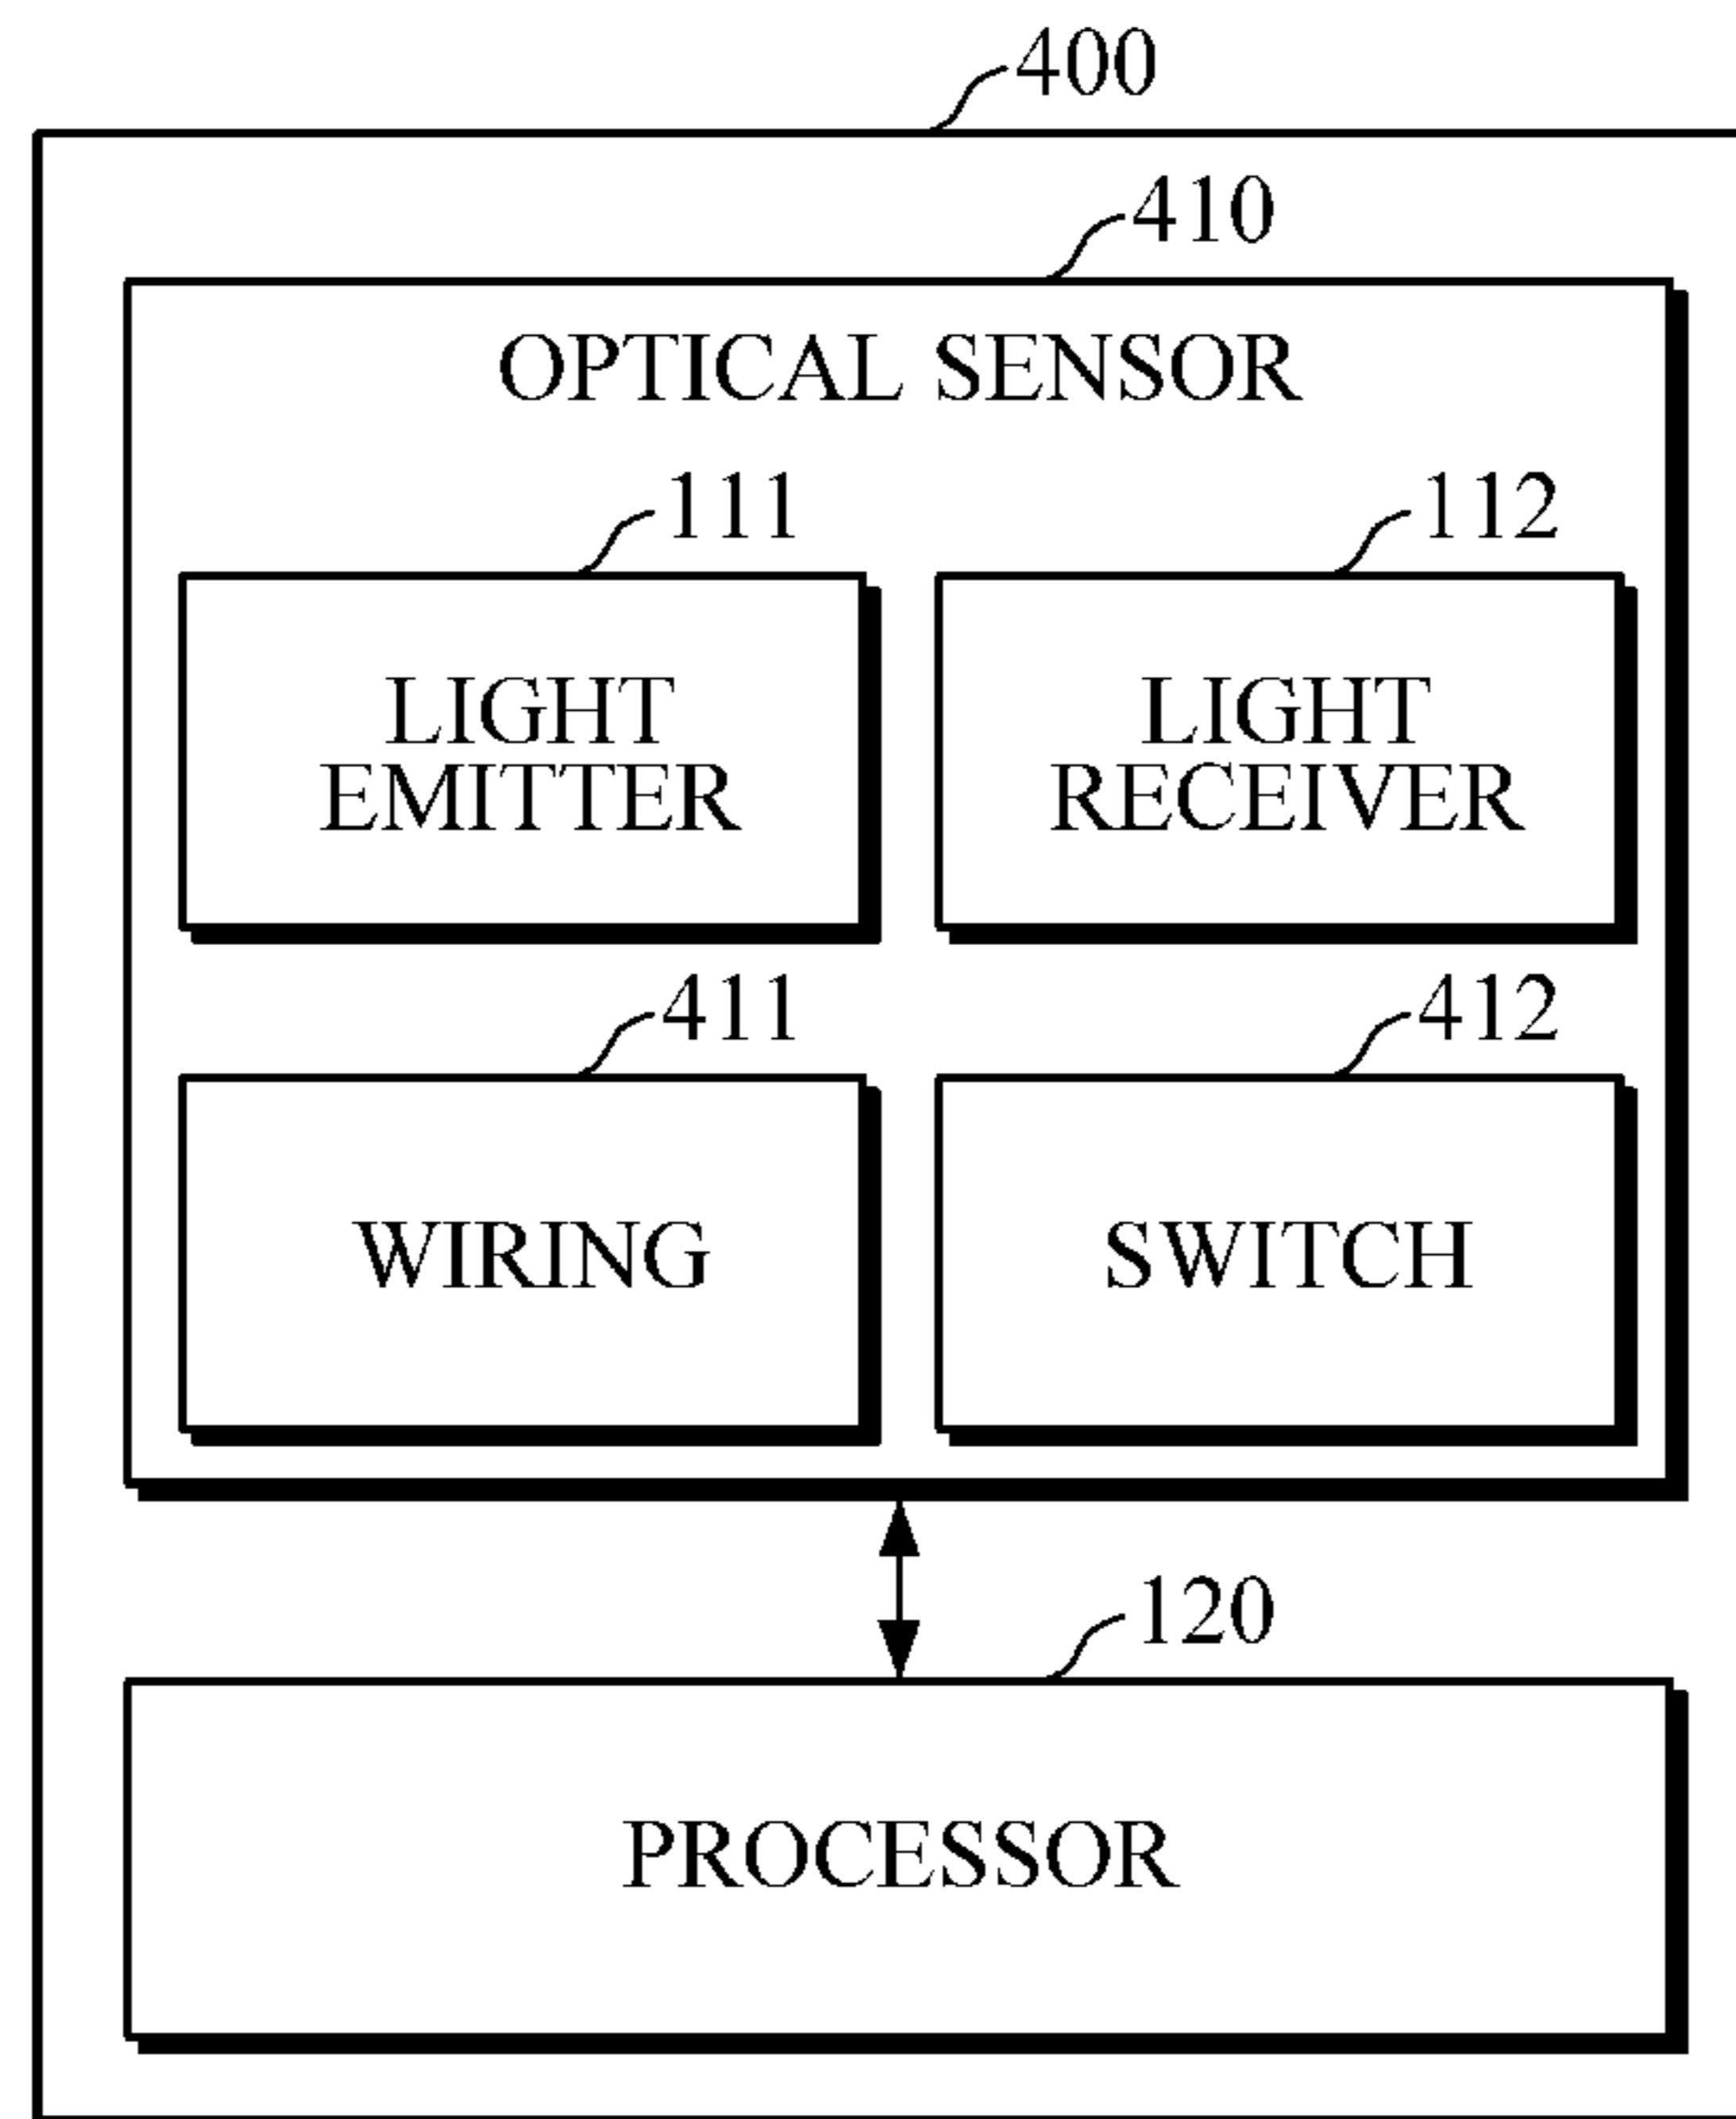 400
410
OPTICAL SENSOR
111
112
LIGHT
EMITTER
LIGHT
RECEIVER
411
412
WIRING
SWITCH
120
PROCESSOR